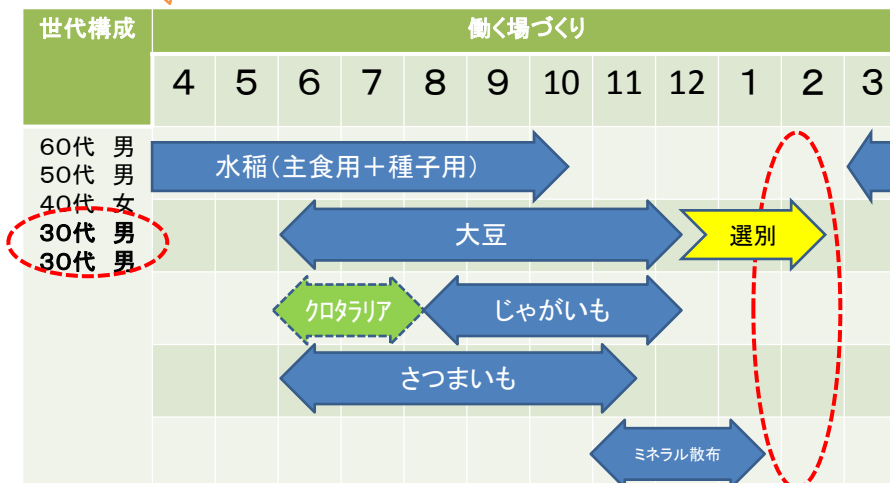 世代構成
働く場づくり
4 5 6 7 8 9 10 11 12 1 2 3
60代 男
50代 男
40代 女
30代 男
30代 男
水稲(主食用＋種子用)
大豆
選別
クロタラリア
じゃがいも
さつまいも
ミネラル散布